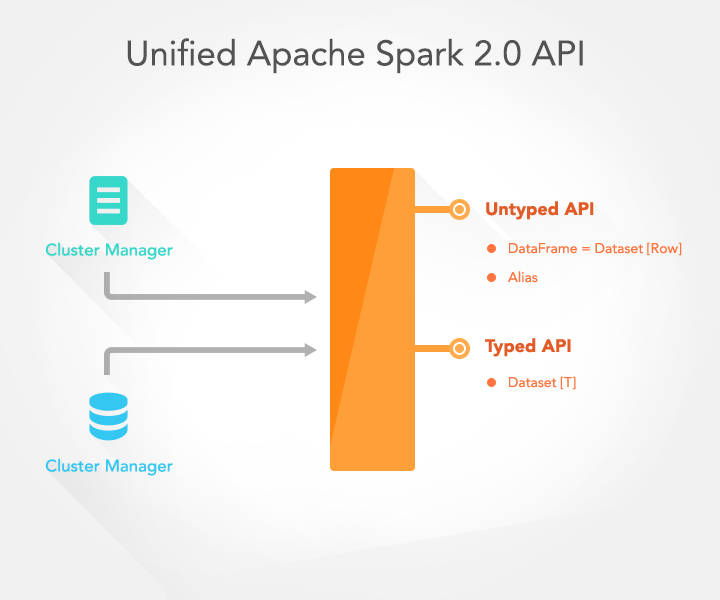 Unified Apache Spark 2.0 API
Cluster Manager
Cluster Manager
Untyped API
DataFrame = Dataset [Row]
Alias
Typed API
Dataset [T]